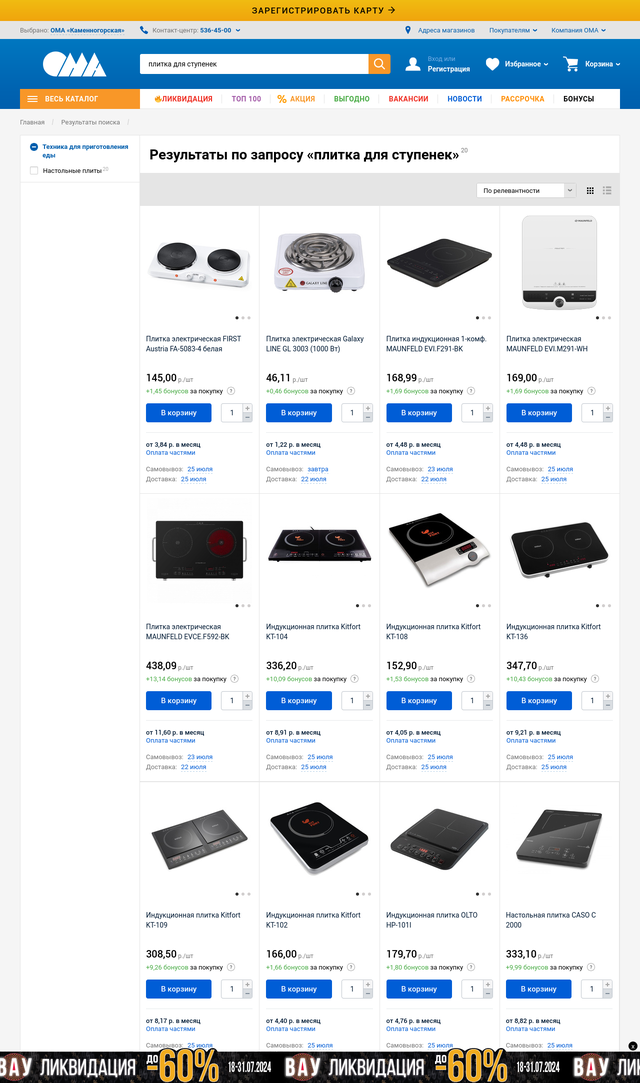 ЗАРЕГИСТРИРОВАТЬ КАРТУ →
Выбрано: ОМА «Каменногорская»
Контакт-центр: 536-45-00
Адреса магазинов
Покупателям
Компания ОМА
ОМА
плитка для ступенек
Вход или
Регистрация
Избранное
Корзина
ВЕСЬ КАТАЛОГ
ЛИКВИДАЦИЯ
ТОП 100
% АКЦИЯ
ВЫГОДНО
ВАКАНСИИ
НОВОСТИ
РАССРОЧКА
БОНУСЫ
Главная / Результаты поиска /
Техника для приготовления
еды
Настольные плиты 20
Результаты по запросу «плитка для ступенек» 20
По релевантности
Плитка электрическая FIRST
Austria FA-5083-4 белая
145,00 р./шт
+1,45 бонусов за покупку ?
В корзину 1 + −
от 3,84 р. в месяц
Оплата частями
Самовывоз: 25 июля
Доставка: 25 июля
Плитка электрическая Galaxy
LINE GL 3003 (1000 Вт)
46,11 р./шт
+0,46 бонусов за покупку ?
В корзину 1 + −
от 1,22 р. в месяц
Оплата частями
Самовывоз: завтра
Доставка: 22 июля
Плитка индукционная 1-комф.
MAUNFELD EVI.F291-BK
168,99 р./шт
+1,69 бонусов за покупку ?
В корзину 1 + −
от 4,48 р. в месяц
Оплата частями
Самовывоз: 23 июля
Доставка: 22 июля
Плитка электрическая
MAUNFELD EVI.M291-WH
169,00 р./шт
+1,69 бонусов за покупку ?
В корзину 1 + −
от 4,48 р. в месяц
Оплата частями
Самовывоз: 25 июля
Доставка: 25 июля
Плитка электрическая
MAUNFELD EVCE.F592-BK
438,09 р./шт
+13,14 бонусов за покупку ?
В корзину 1 + −
от 11,60 р. в месяц
Оплата частями
Самовывоз: 23 июля
Доставка: 22 июля
Индукционная плитка Kitfort
KT-104
336,20 р./шт
+10,09 бонусов за покупку ?
В корзину 1 + −
от 8,91 р. в месяц
Оплата частями
Самовывоз: 25 июля
Доставка: 25 июля
Индукционная плитка Kitfort
KT-108
152,90 р./шт
+1,53 бонусов за покупку ?
В корзину 1 + −
от 4,05 р. в месяц
Оплата частями
Самовывоз: 25 июля
Доставка: 25 июля
Индукционная плитка Kitfort
KT-136
347,70 р./шт
+10,43 бонусов за покупку ?
В корзину 1 + −
от 9,21 р. в месяц
Оплата частями
Самовывоз: 25 июля
Доставка: 25 июля
Индукционная плитка Kitfort
KT-109
308,50 р./шт
+9,26 бонусов за покупку ?
В корзину 1 + −
от 8,17 р. в месяц
Оплата частями
Самовывоз: 25 июля
Индукционная плитка Kitfort
KT-102
166,00 р./шт
+1,66 бонусов за покупку ?
В корзину 1 + −
от 4,40 р. в месяц
Оплата частями
Самовывоз: 25 июля
Индукционная плитка OLTO
HP-101I
179,70 р./шт
+1,80 бонусов за покупку ?
В корзину 1 + −
от 4,76 р. в месяц
Оплата частями
Самовывоз: 25 июля
Настольная плитка CASO C
2000
333,10 р./шт
+9,99 бонусов за покупку ?
В корзину 1 + −
от 8,82 р. в месяц
Оплата частями
Самовывоз: 25 июля
ВАУ ЛИКВИДАЦИЯ ДО -60% 18-31.07.2024 ВАУ ЛИКВИДАЦИЯ ДО -60% 18-31.07.2024 ВАУ ЛИК